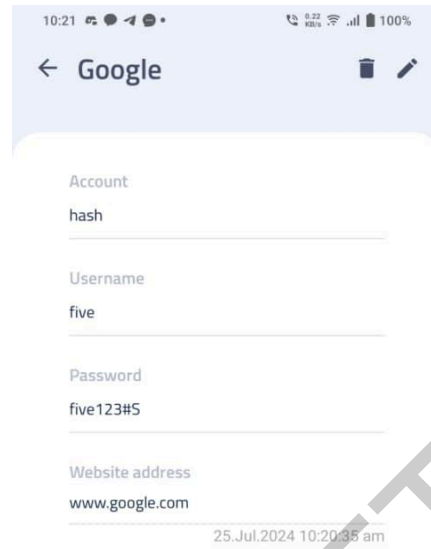 10:21 0.22 KB/s 100%
Google
Account
hash
Username
five
Password
five123#S
Website address
www.google.com
25.Jul.2024 10:20:35 am